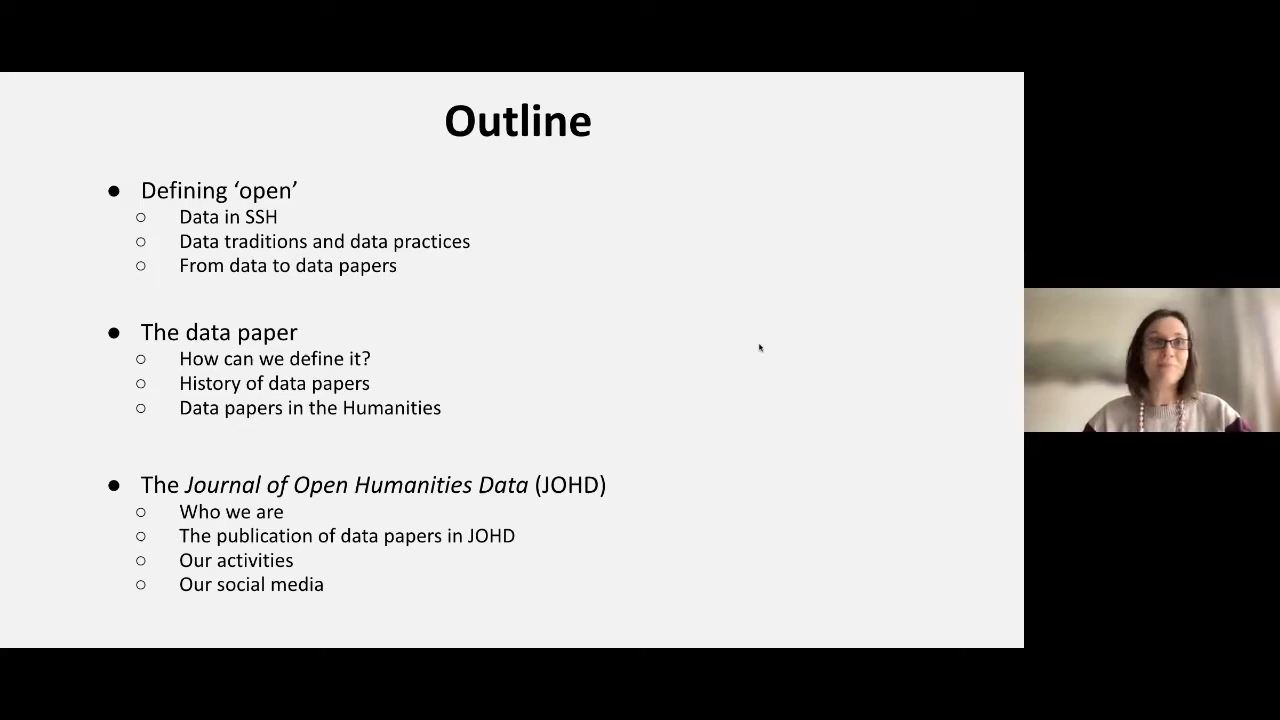 Outline
● Defining ‘open’
○ Data in SSH
○ Data traditions and data practices
○ From data to data papers
● The data paper
○ How can we define it?
○ History of data papers
○ Data papers in the Humanities
● The Journal of Open Humanities Data (JOHD)
○ Who we are
○ The publication of data papers in JOHD
○ Our activities
○ Our social media